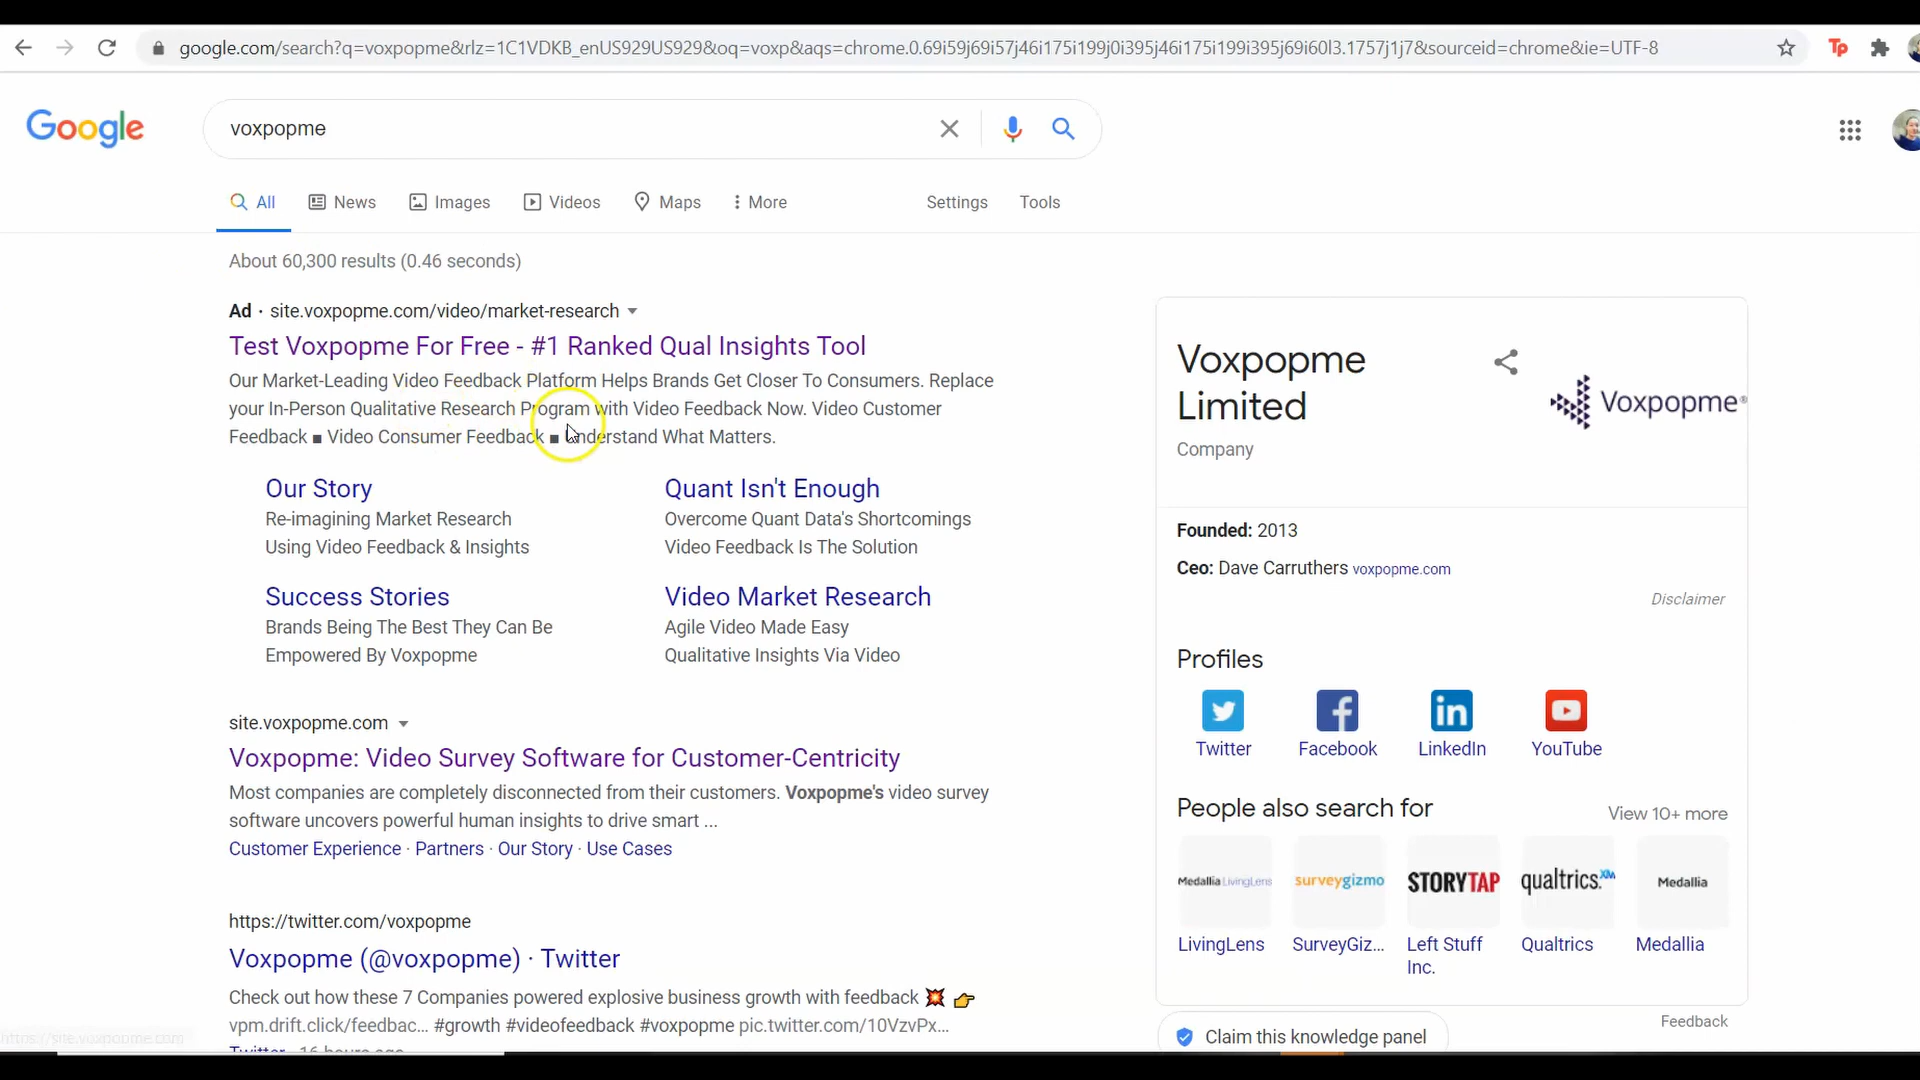 google.com/search?q=voxpopme&rlz=1C1VDKB_enUS929US929&oq=voxp&aqs=chrome.0.69i59j69i57j46i175i199j0i395j46i175i199i395j69i60l3.1757j1j7&sourceid=chrome&ie=UTF-8
Tp
Google
voxpopme
All News Images Videos Maps More Settings Tools
About 60,300 results (0.46 seconds)
Ad · site.voxpopme.com/video/market-research
Test Voxpopme For Free - #1 Ranked Qual Insights Tool
Our Market-Leading Video Feedback Platform Helps Brands Get Closer To Consumers. Replace
your In-Person Qualitative Research Program with Video Feedback Now. Video Customer
Feedback ■ Video Consumer Feedback ■ Understand What Matters.
Our Story
Re-imagining Market Research
Using Video Feedback & Insights
Quant Isn't Enough
Overcome Quant Data's Shortcomings
Video Feedback Is The Solution
Success Stories
Brands Being The Best They Can Be
Empowered By Voxpopme
Video Market Research
Agile Video Made Easy
Qualitative Insights Via Video
site.voxpopme.com
Voxpopme: Video Survey Software for Customer-Centricity
Most companies are completely disconnected from their customers. Voxpopme's video survey
software uncovers powerful human insights to drive smart ...
Customer Experience · Partners · Our Story · Use Cases
https://twitter.com/voxpopme
Voxpopme (@voxpopme) · Twitter
Check out how these 7 Companies powered explosive business growth with feedback 💥 👉
vpm.drift.click/feedbac... #growth #videofeedback #voxpopme pic.twitter.com/10VzvPx...
Twitter · 16 hours ago
https://site.voxpopme.com
Voxpopme
Limited
Company
Voxpopme®
Founded: 2013
Ceo: Dave Carruthers voxpopme.com
Disclaimer
Profiles
Twitter
Facebook
LinkedIn
YouTube
People also search for
View 10+ more
Medallia LivingLens
surveygizmo
STORYTAP
qualtrics.XM
Medallia
LivingLens
SurveyGiz...
Left Stuff
Inc.
Qualtrics
Medallia
Feedback
Claim this knowledge panel